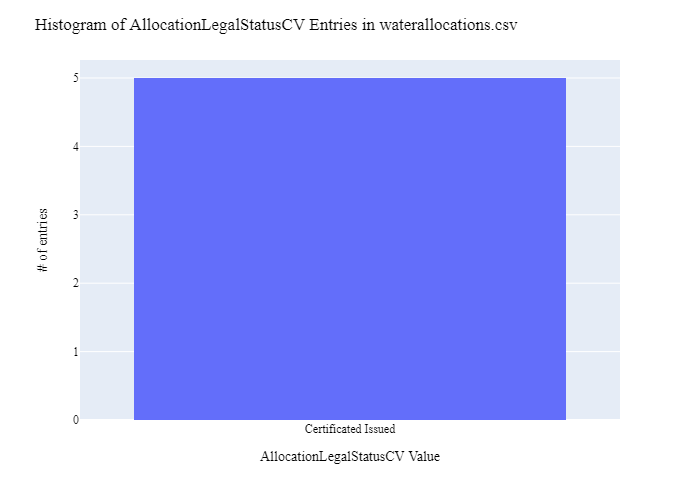 Histogram of AllocationLegalStatusCV Entries in waterallocations.csv
5
4
3
2
1
0
# of entries
Certificated Issued
AllocationLegalStatusCV Value